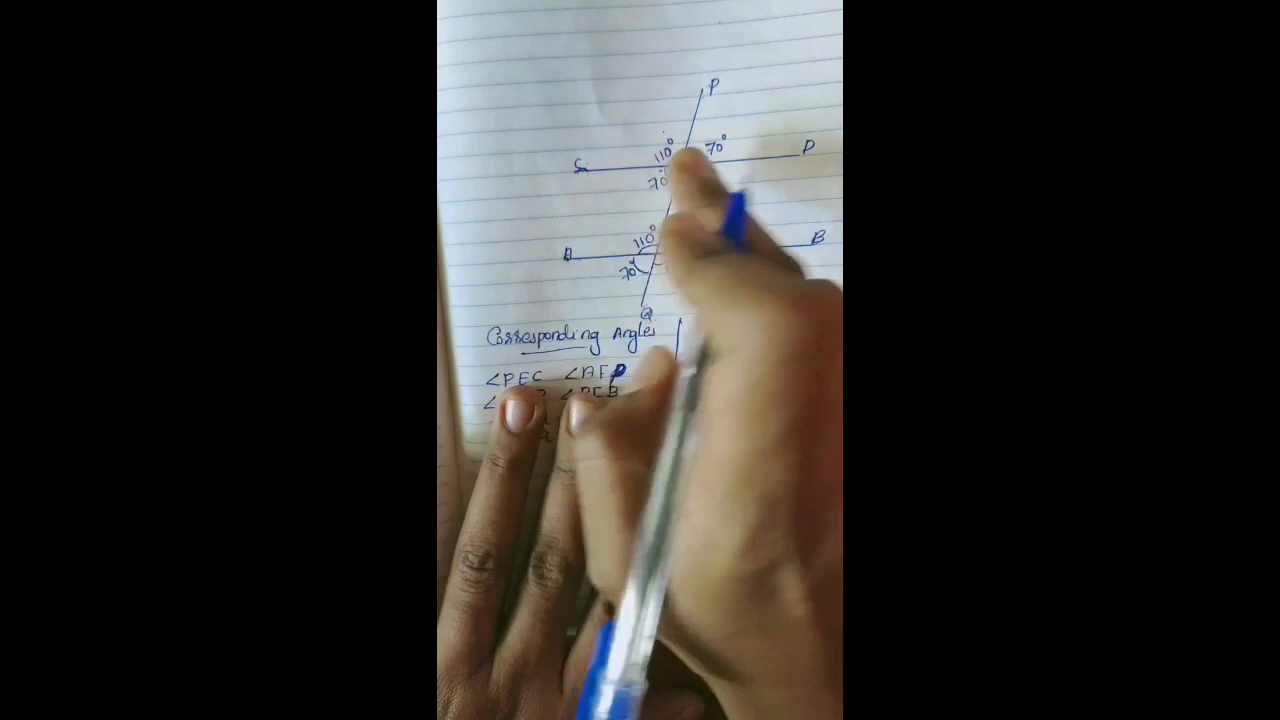 P
110° 70°
C D
70°
110° B
A
70°
Q
Corresponding Angles
∠PEC ∠AFP
∠